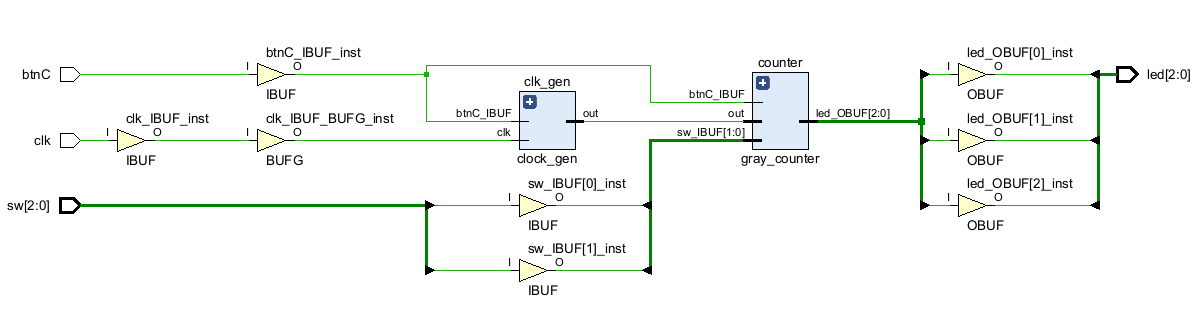 btnC_IBUF_inst
btnC
I
O
IBUF
clk_IBUF_inst
clk_IBUF_BUFG_inst
clk
I
O
I
O
IBUF
BUFG
clk_gen
btnC_IBUF
clk
out
clock_gen
sw[2:0]
sw_IBUF[0]_inst
I
O
IBUF
sw_IBUF[1]_inst
I
O
IBUF
counter
btnC_IBUF
out
sw_IBUF[1:0]
led_OBUF[2:0]
gray_counter
led_OBUF[0]_inst
I
O
OBUF
led_OBUF[1]_inst
I
O
OBUF
led_OBUF[2]_inst
I
O
OBUF
led[2:0]